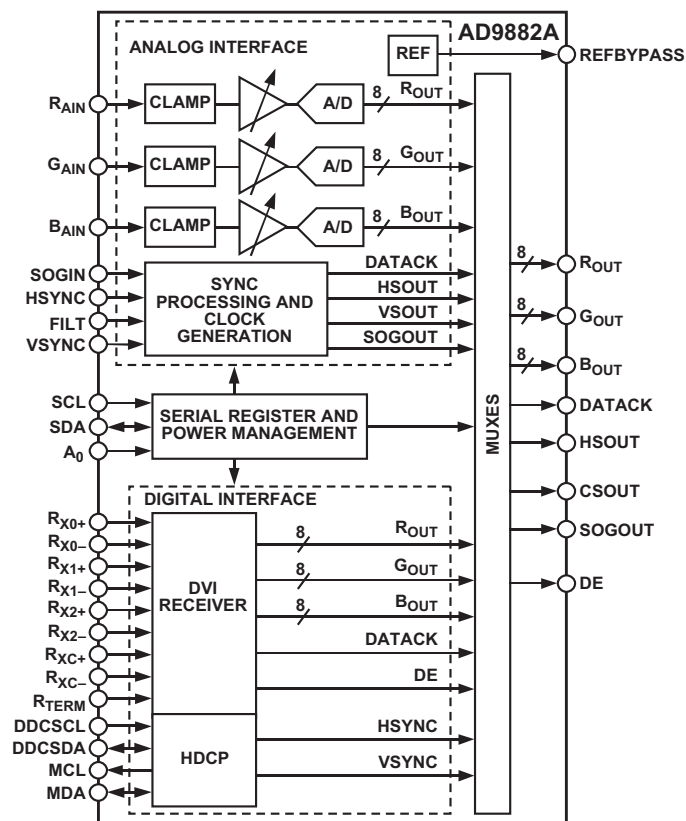 AD9882A
ANALOG INTERFACE
REF
REFBYPASS
RAIN
CLAMP
A/D
8
ROUT
GAIN
CLAMP
A/D
8
GOUT
BAIN
CLAMP
A/D
8
BOUT
SOGIN
HSYNC
FILT
VSYNC
SYNC
PROCESSING AND
CLOCK
GENERATION
DATACK
HSOUT
VSOUT
SOGOUT
SCL
SDA
A0
SERIAL REGISTER AND
POWER MANAGEMENT
MUXES
8
ROUT
8
GOUT
8
BOUT
DATACK
HSOUT
CSOUT
SOGOUT
DE
DIGITAL INTERFACE
RX0+
RX0–
RX1+
RX1–
RX2+
RX2–
RXC+
RXC–
RTERM
DVI
RECEIVER
8
ROUT
8
GOUT
8
BOUT
DATACK
DE
DDCSCL
DDCSDA
MCL
MDA
HDCP
HSYNC
VSYNC